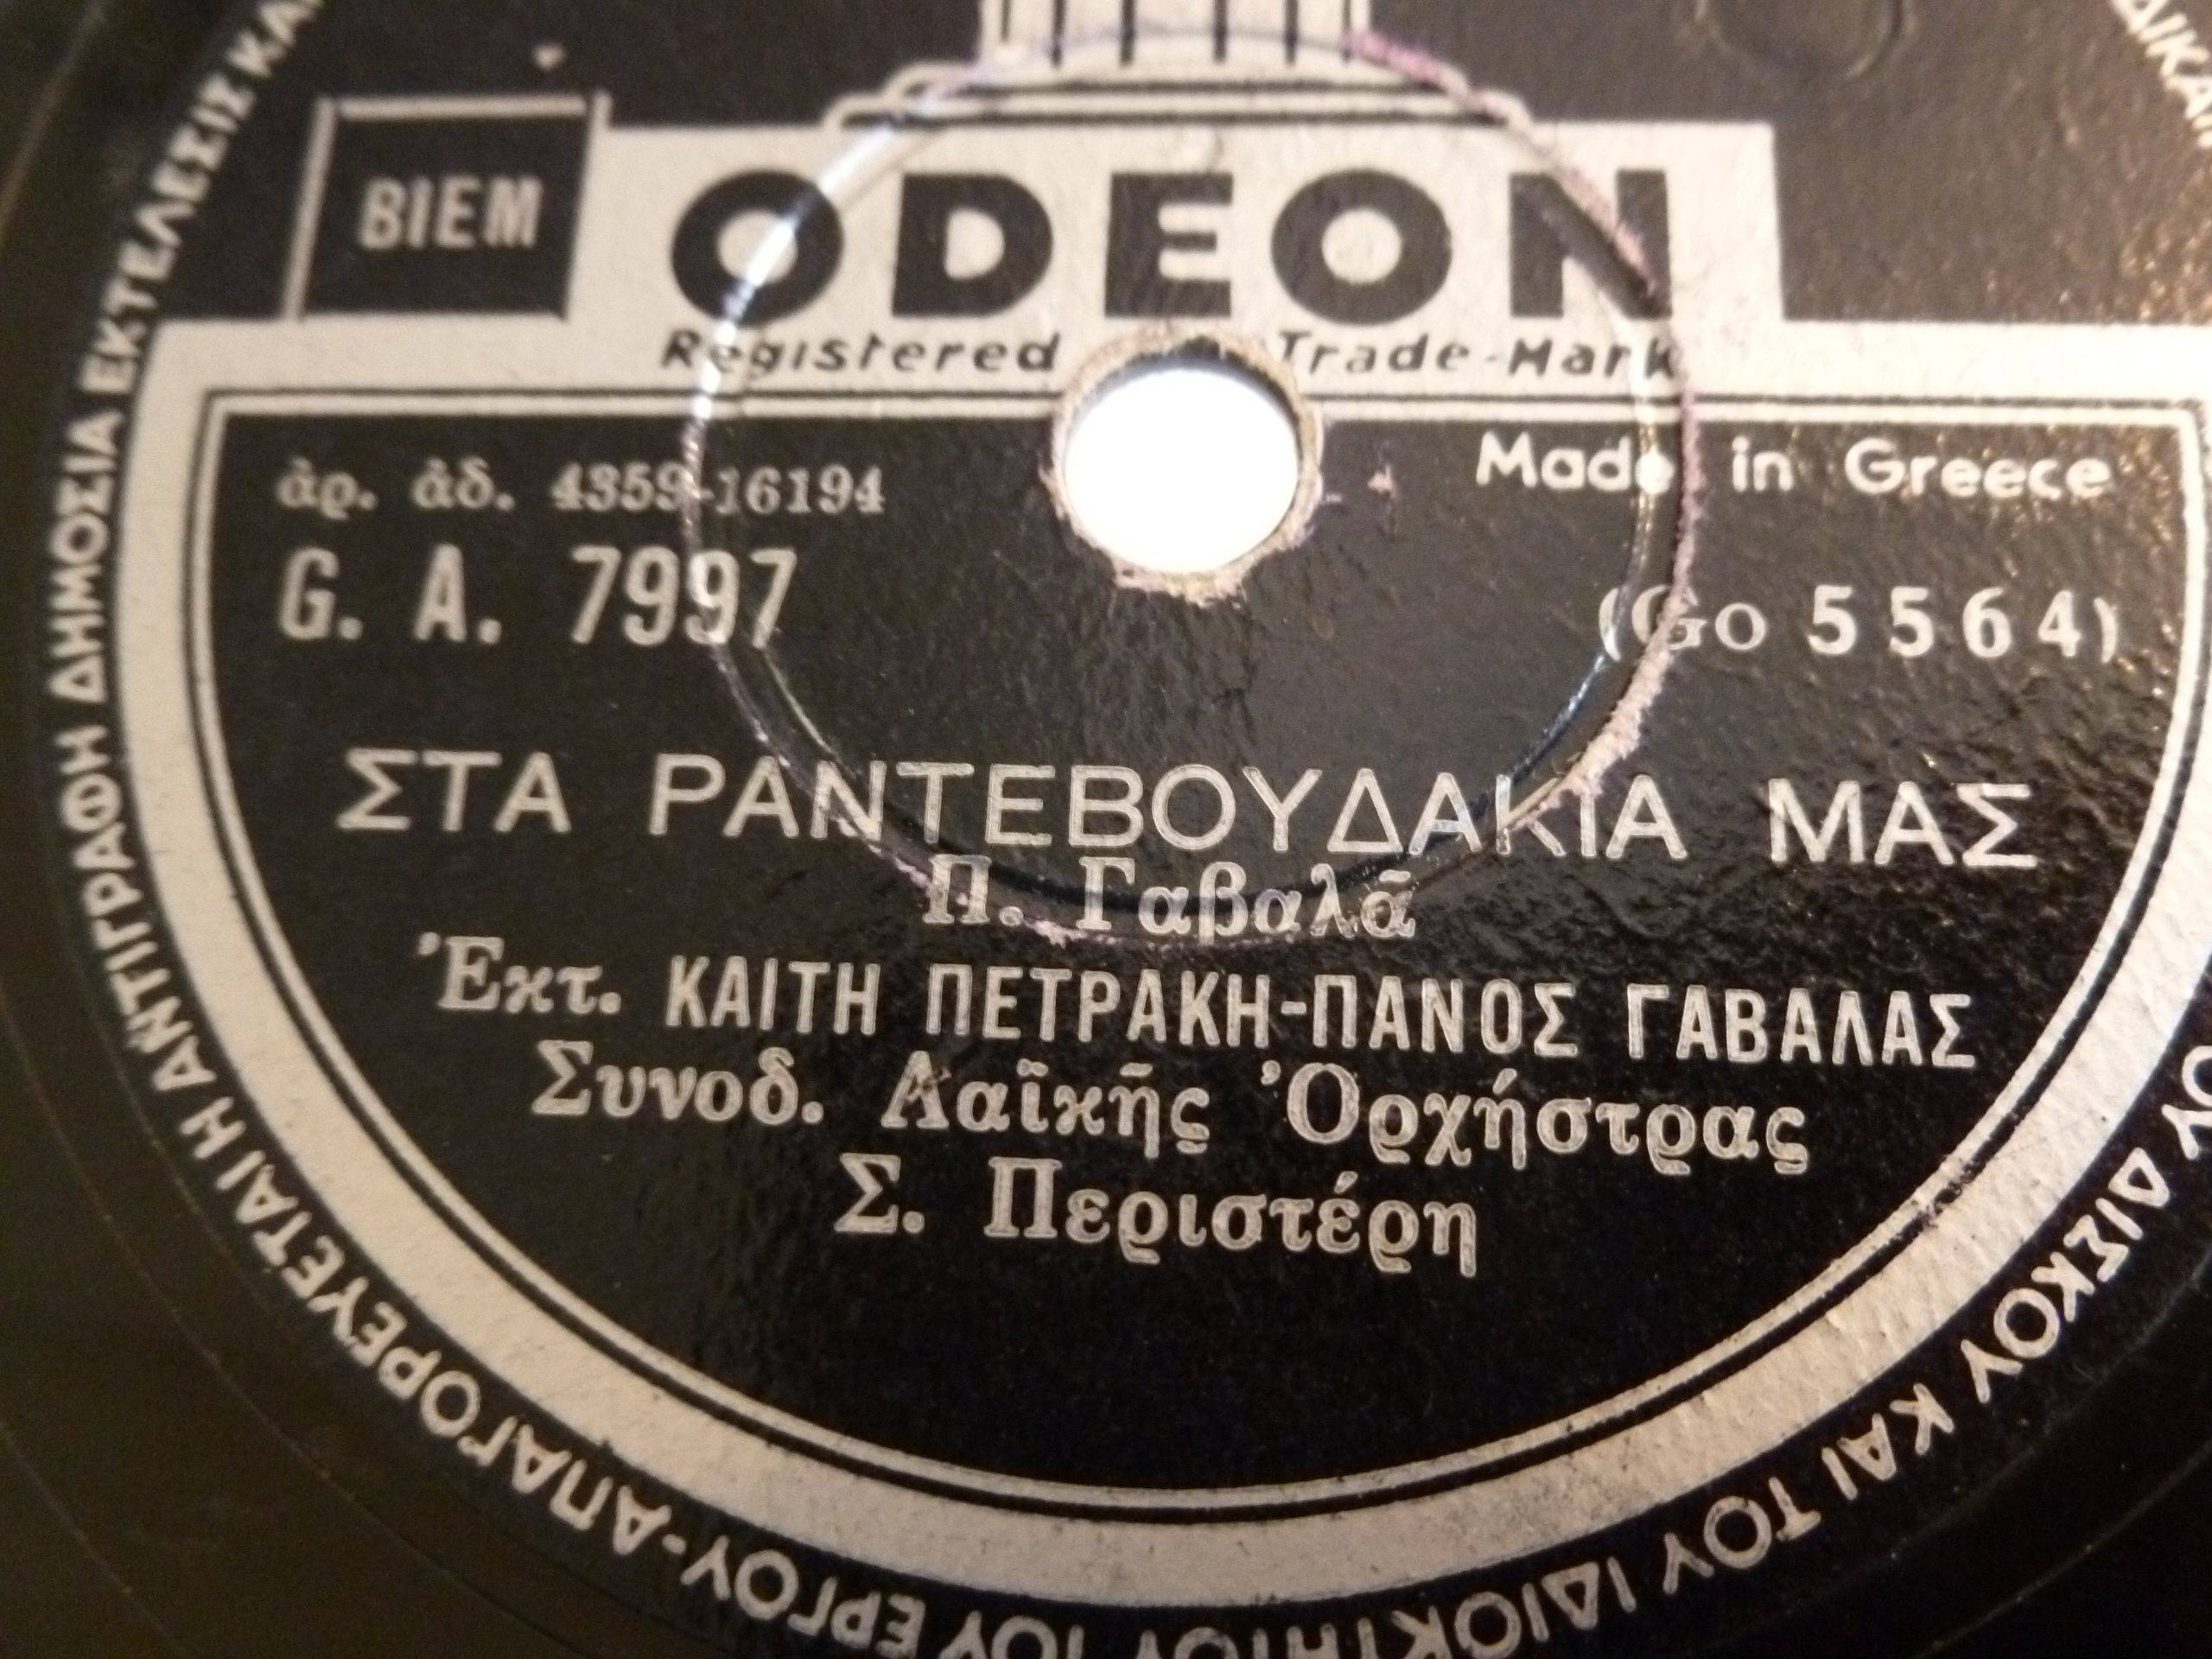 BIEM
ODEON
Registered Trade-Mark
ἀρ. ἀδ. 4359-16194
Made in Greece
G. A. 7997
(Go 5564)
ΣΤΑ ΡΑΝΤΕΒΟΥΔΑΚΙΑ ΜΑΣ
Π. Γαβαλᾶ
Ἐκτ. ΚΑΙΤΗ ΠΕΤΡΑΚΗ-ΠΑΝΟΣ ΓΑΒΑΛΑΣ
Συνοδ. Λαϊκῆς Ὀρχήστρας
Σ. Περιστέρη
ΔΙΣΚΟΥ ΚΑΙ ΤΟΥ ΙΔΙΟΚΤΗΤΟΥ ΤΟΥ ΕΡΓΟΥ-ΑΠΑΓΟΡΕΥΕΤΑΙ Η ΑΝΤΙΓΡΑΦΗ ΔΗΜΟΣΙΑ ΕΚΤΕΛΕΣΙΣ ΚΑΙ